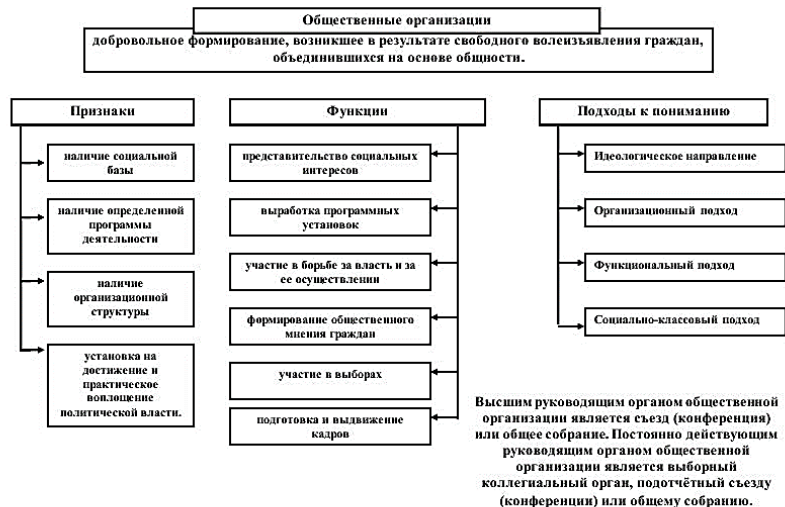 Общественные организации
добровольное формирование, возникшее в результате свободного волеизъявления граждан,
объединившихся на основе общности.
Признаки
наличие социальной
базы
наличие определенной
программы
деятельности
наличие
организационной
структуры
установка на
достижение и
практическое
воплощение
политической власти.
Функции
представительство социальных
интересов
выработка программных
установок
участие в борьбе за власть и за
ее осуществлении
формирование общественного
мнения граждан
участие в выборах
подготовка и выдвижение
кадров
Подходы к пониманию
Идеологическое направление
Организационный подход
Функциональный подход
Социально-классовый подход
Высшим руководящим органом общественной
организации является съезд (конференция)
или общее собрание. Постоянно действующим
руководящим органом общественной
организации является выборный
коллегиальный орган, подотчётный съезду
(конференции) или общему собранию.